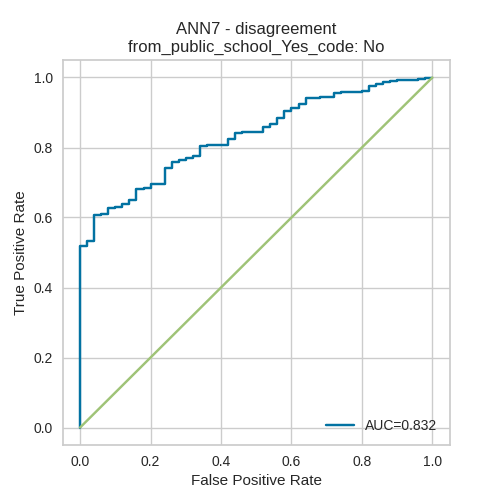 ANN7 - disagreement
from_public_school_Yes_code: No
True Positive Rate
1.0
0.8
0.6
0.4
0.2
0.0
AUC=0.832
0.0 0.2 0.4 0.6 0.8 1.0
False Positive Rate